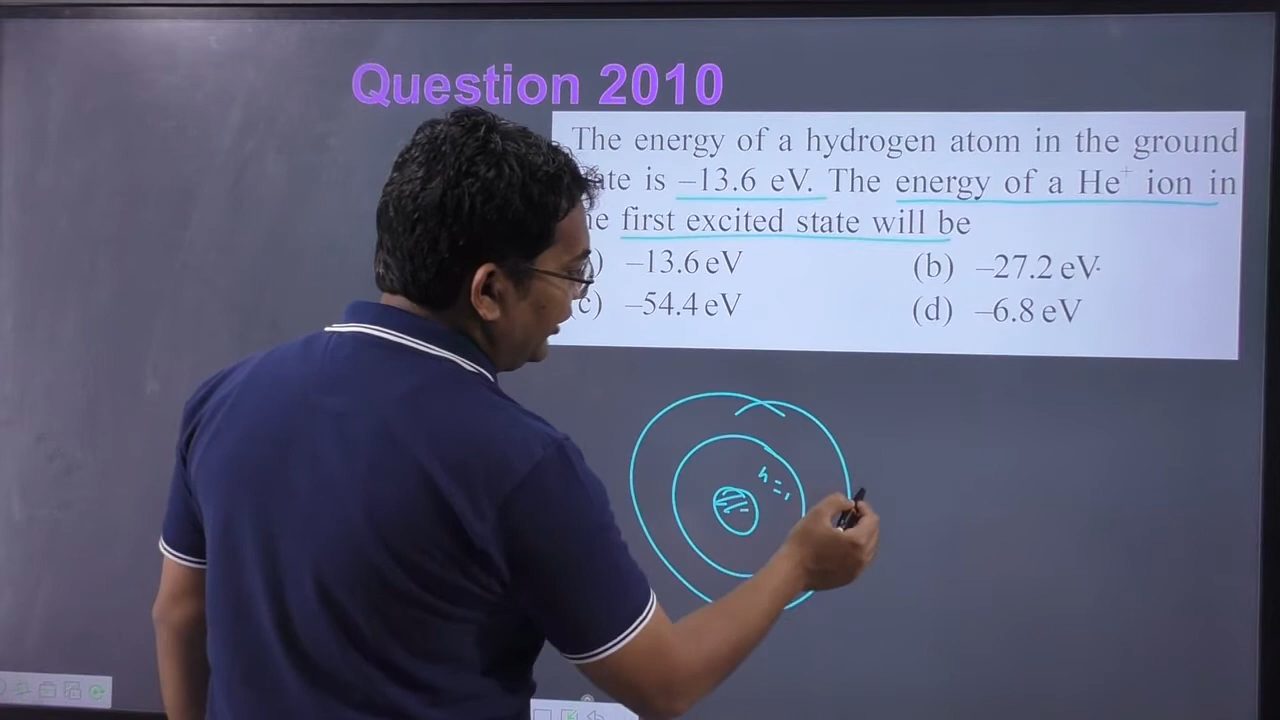 Question 2010
The energy of a hydrogen atom in the ground
is –13.6 eV. The energy of a He⁺ ion in
first excited state will be
–13.6 eV (b) –27.2 eV
(c) –54.4 eV (d) –6.8 eV
n = 1